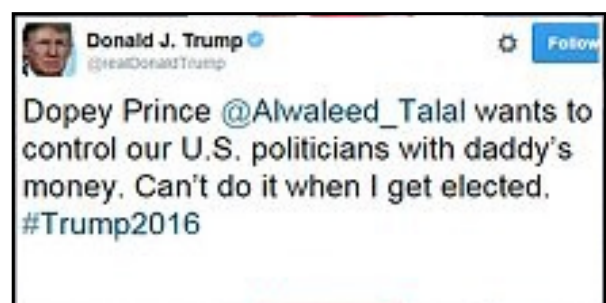 Donald J. Trump
@realDonaldTrump
Follow
Dopey Prince @Alwaleed_Talal wants to
control our U.S. politicians with daddy's
money. Can't do it when I get elected.
#Trump2016